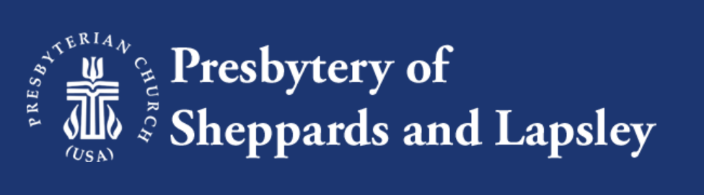 PRESBYTERIAN CHURCH
(USA)
Presbytery of
Sheppards and Lapsley